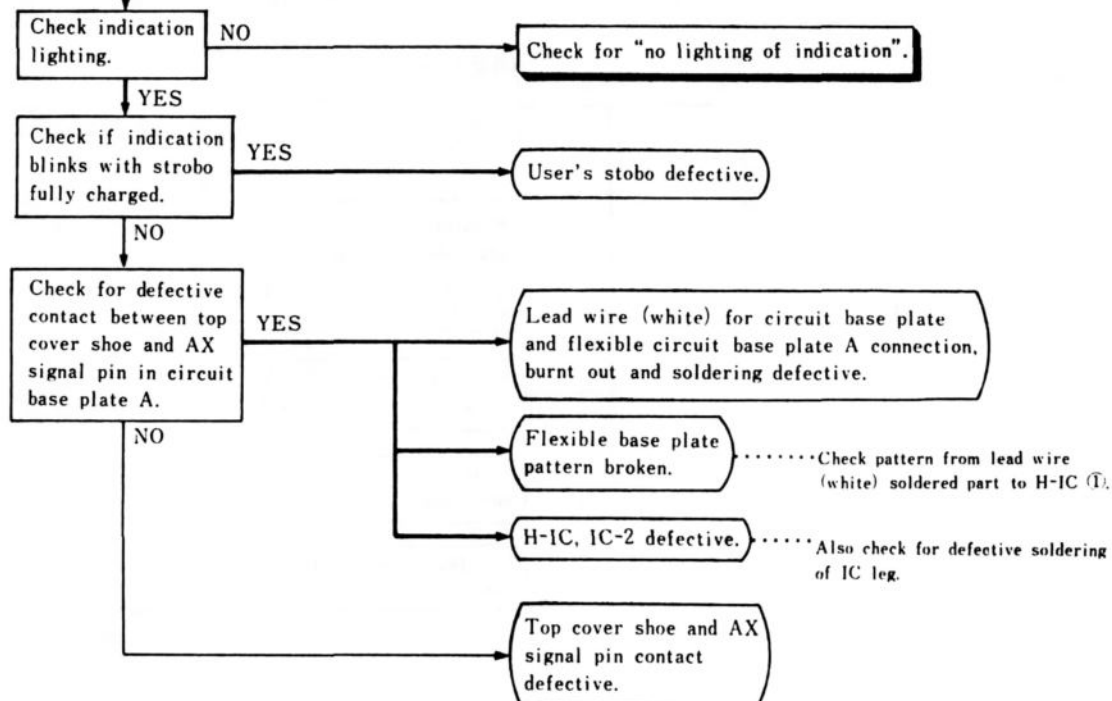 Check indication
lighting.
NO
Check for “no lighting of indication”.
YES
Check if indication
blinks with strobo
fully charged.
YES
User's stobo defective.
NO
Check for defective
contact between top
cover shoe and AX
signal pin in circuit
base plate A.
YES
Lead wire (white) for circuit base plate
and flexible circuit base plate A connection,
burnt out and soldering defective.
NO
Flexible base plate
pattern broken.
Check pattern from lead wire
(white) soldered part to H-IC ①.
H-IC, IC-2 defective.
Also check for defective soldering
of IC leg.
Top cover shoe and AX
signal pin contact
defective.